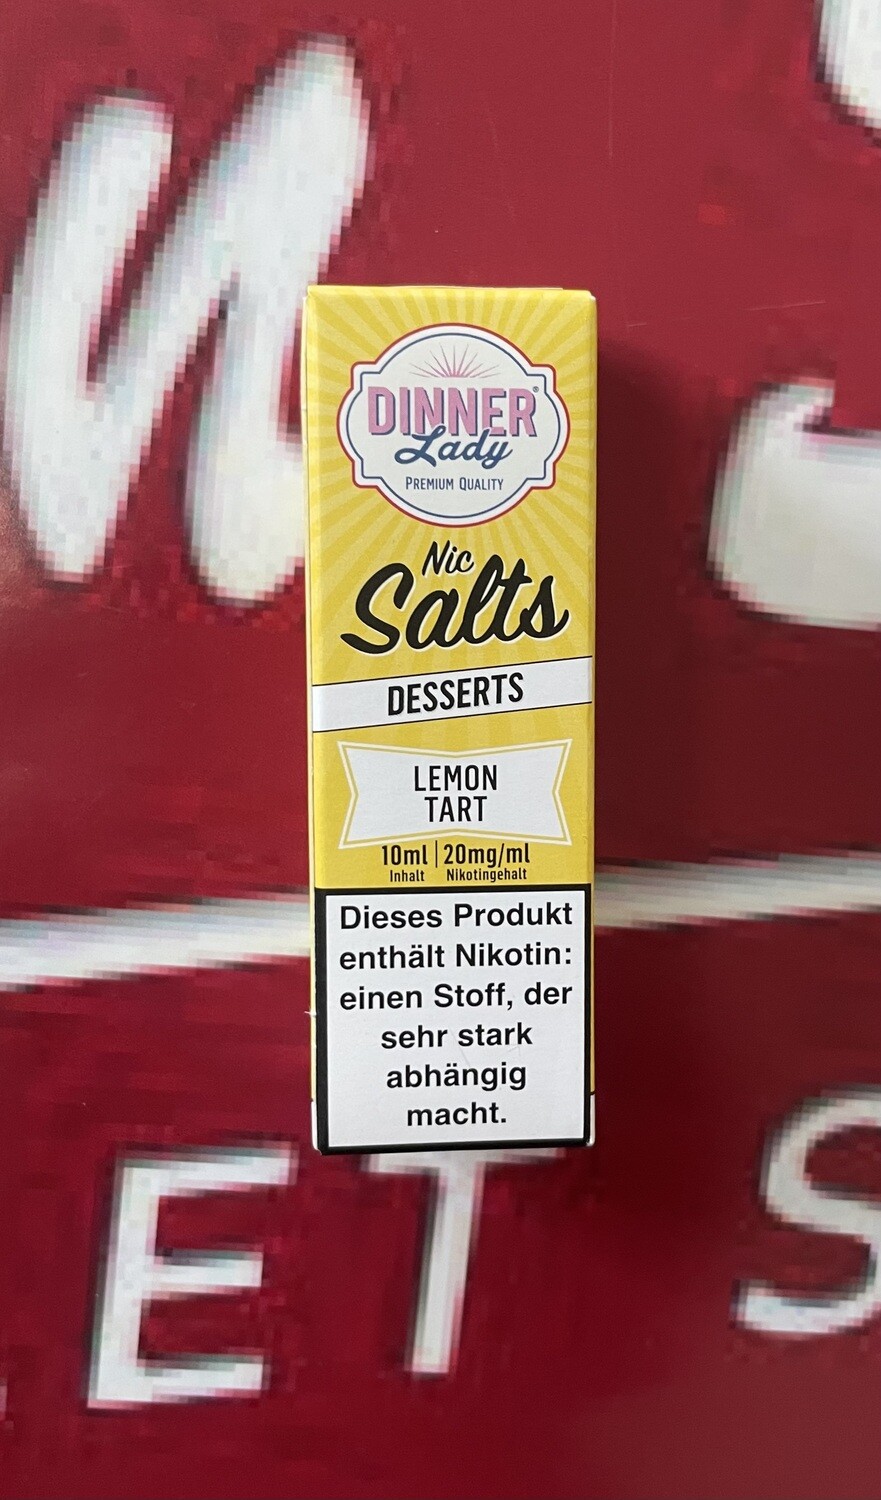 DINNER®
Lady
PREMIUM QUALITY
Nic
Salts
DESSERTS
LEMON
TART
10ml | 20mg/ml
Inhalt Nikotingehalt
Dieses Produkt
enthält Nikotin:
einen Stoff, der
sehr stark
abhängig
macht.
ET S